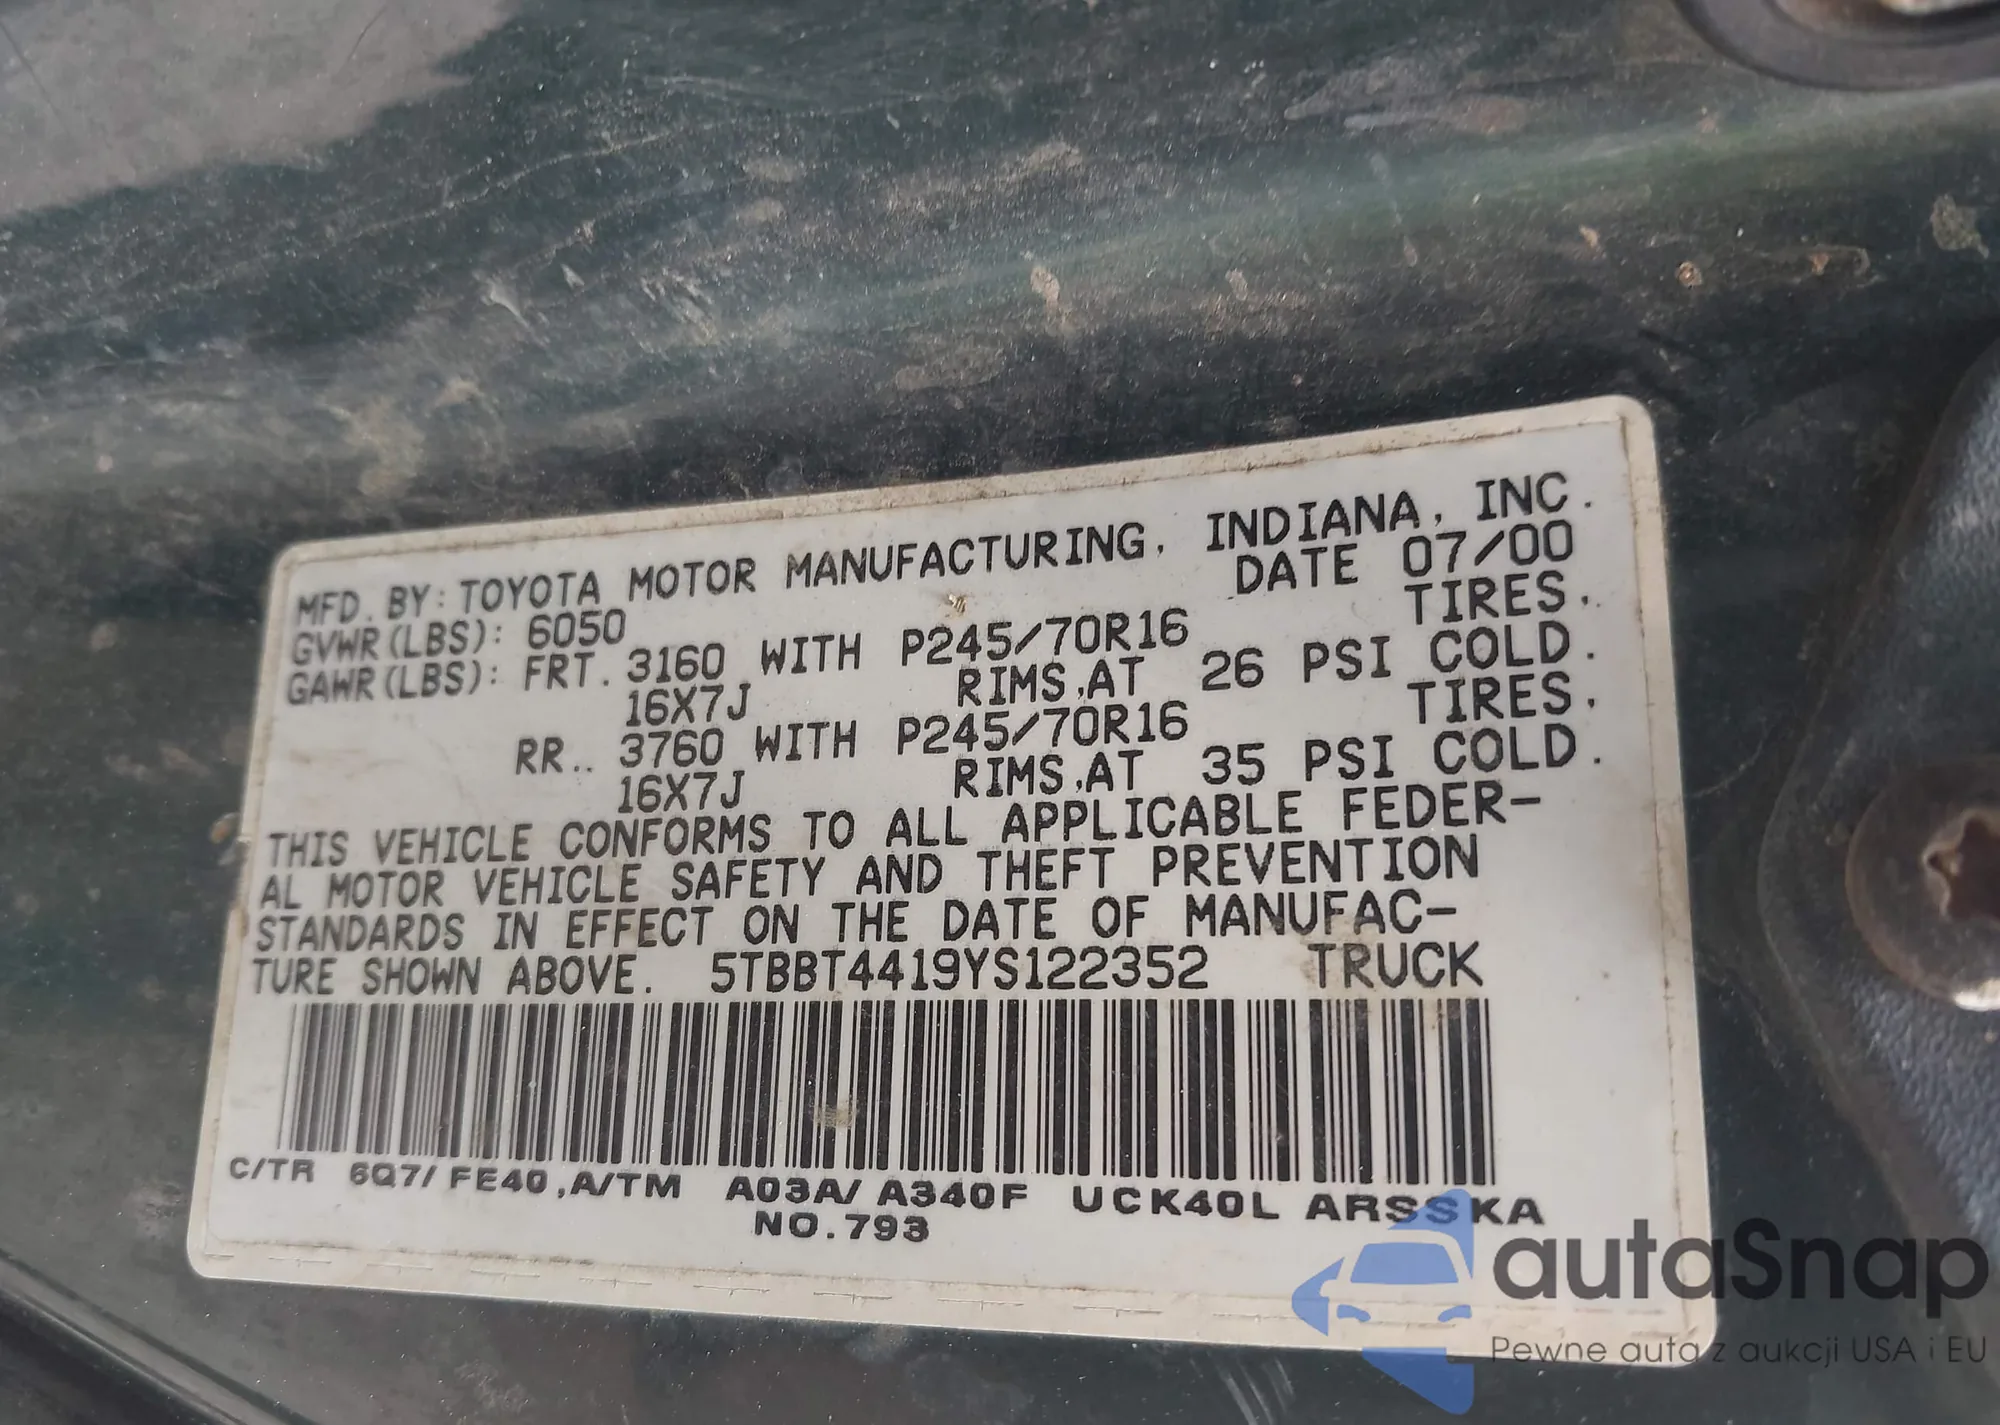 MFD. BY: TOYOTA MOTOR MANUFACTURING, INDIANA, INC.
GVWR(LBS): 6050 DATE 07/00
GAWR(LBS): FRT. 3160 WITH P245/70R16 TIRES,
16X7J RIMS,AT 26 PSI COLD.
RR.. 3760 WITH P245/70R16 TIRES,
16X7J RIMS,AT 35 PSI COLD.
THIS VEHICLE CONFORMS TO ALL APPLICABLE FEDER-
AL MOTOR VEHICLE SAFETY AND THEFT PREVENTION
STANDARDS IN EFFECT ON THE DATE OF MANUFAC-
TURE SHOWN ABOVE. 5TBBT4419YS122352 TRUCK
C/TR 6Q7/FE40,A/TM A03A/A340F UCK40L ARSSKA
NO.793
autaSnap
Pewne auta z aukcji USA i EU